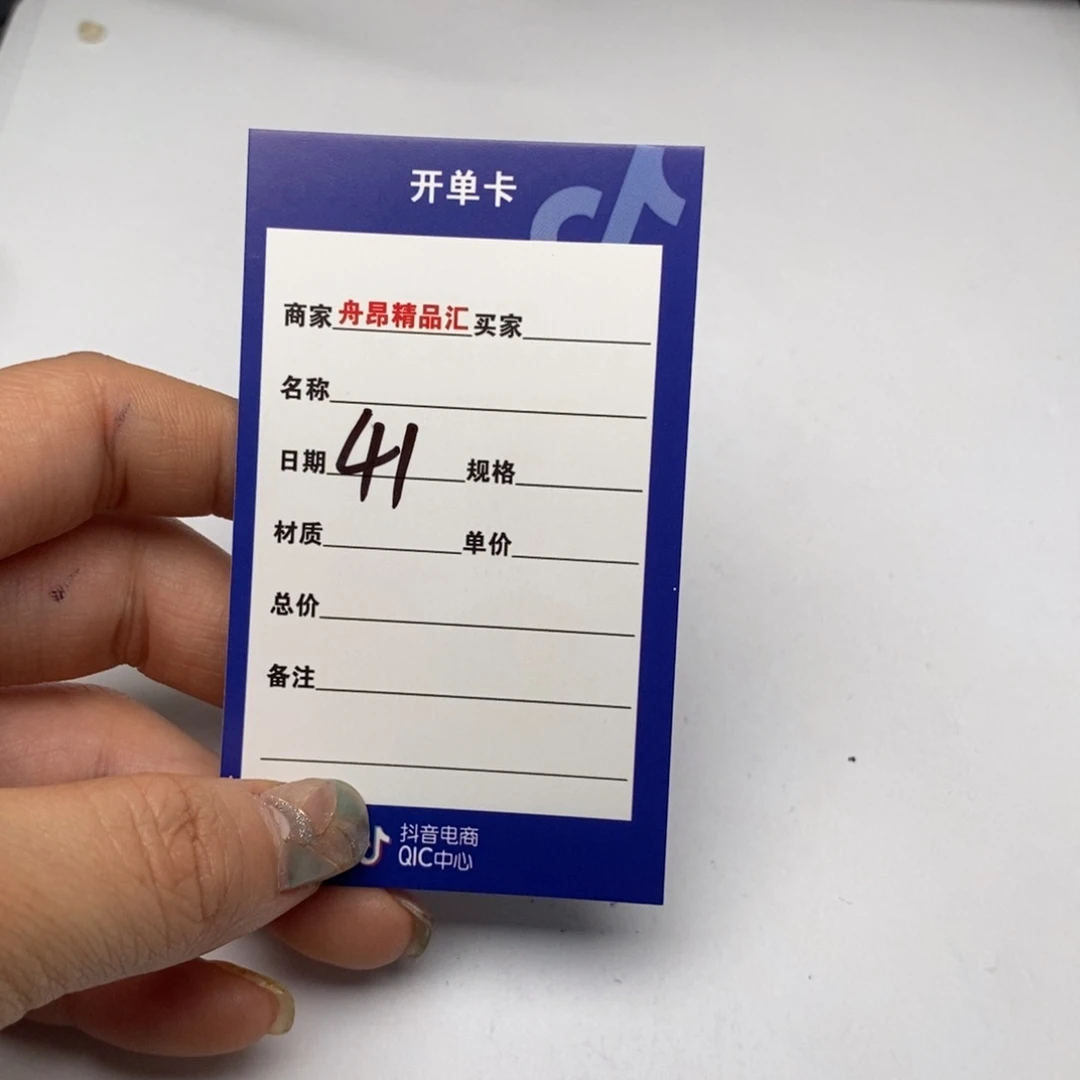 开单卡
商家舟昂精品汇买家
名称
日期41规格
材质单价
总价
备注
抖音电商
QIC中心